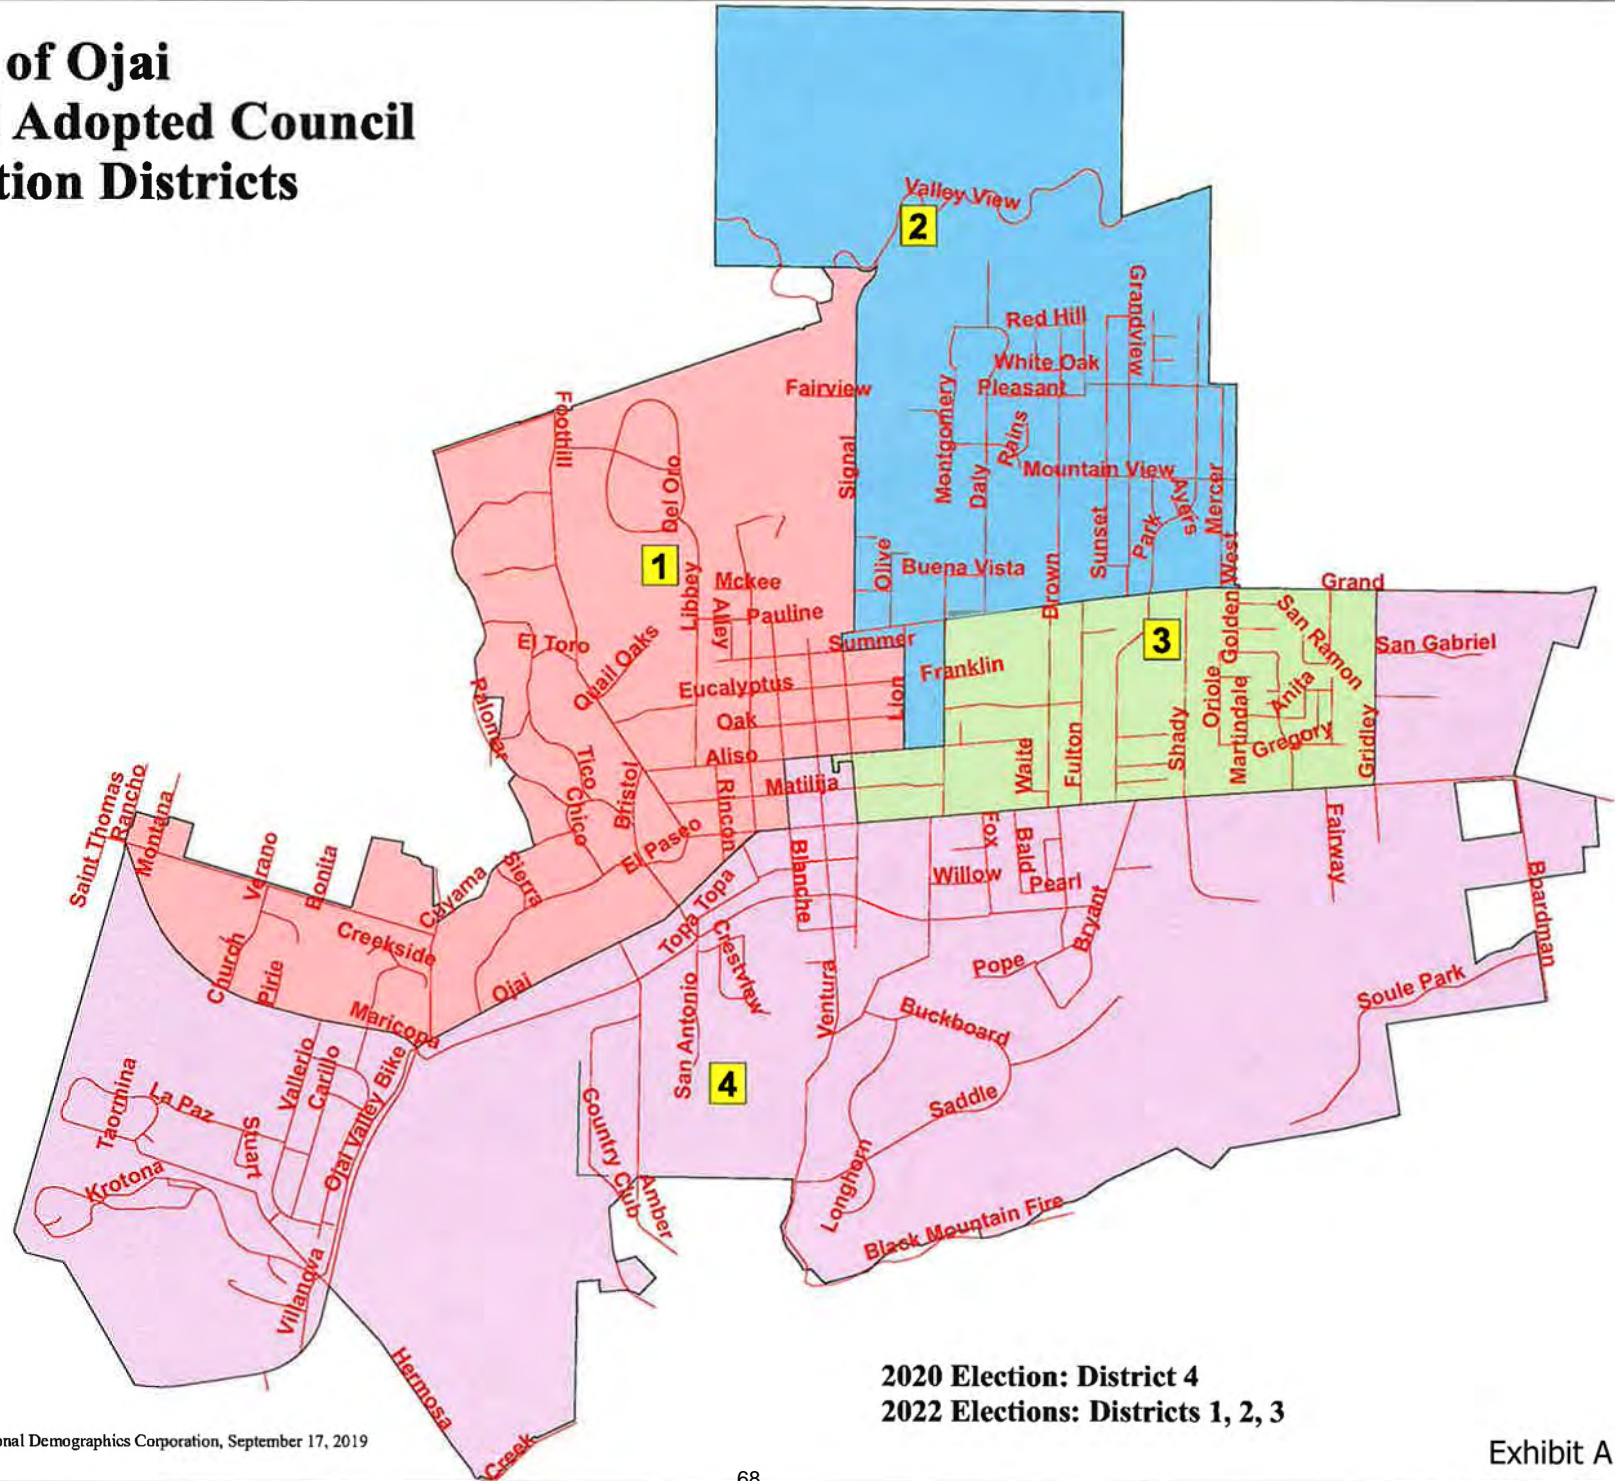 of Ojai
Adopted Council
tion Districts
Valley View
2
Grandview
Red Hill
White Oak
Pleasant
Fairview
Foothill
Montgomery
Rains
Signal
Daly
Mountain View
Del Oro
Ayers
Mercer
Sunset
Park
1
Olive
Buena Vista
Brown
West
Mckee
Libbey
Alley
Pauline
Grand
Golden
San Ramon
3
Summer
El Toro
Quail Oaks
Franklin
San Gabriel
Palomar
Eucalyptus
Lion
Oriole
Anita
Oak
Martindale
Gregory
Gridley
Shady
Waite
Fulton
Aliso
Tico
Matilija
Rincon
Bristol
Chico
Saint Thomas
Rancho
Montana
Verano
Bonita
El Paseo
Sierra
Cuyama
Blanche
Fox
Bald
Fairway
Willow
Pearl
Boardman
Topa Topa
Bryant
Creekside
Church
Pirie
Crestview
Pope
Ojai
San Antonio
Ventura
Soule Park
Maricopa
Buckboard
Vallerio
Carillo
Ojai Valley Bike
Taormina
La Paz
Stuart
4
Saddle
Country Club
Krotona
Longhorn
Amber
Black Mountain Fire
Villanova
Hermosa
Creek
2020 Election: District 4
2022 Elections: Districts 1, 2, 3
onal Demographics Corporation, September 17, 2019
Exhibit A
68